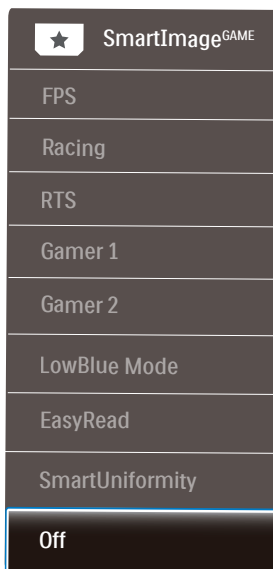 SmartImageGAME
FPS
Racing
RTS
Gamer 1
Gamer 2
LowBlue Mode
EasyRead
SmartUniformity
Off